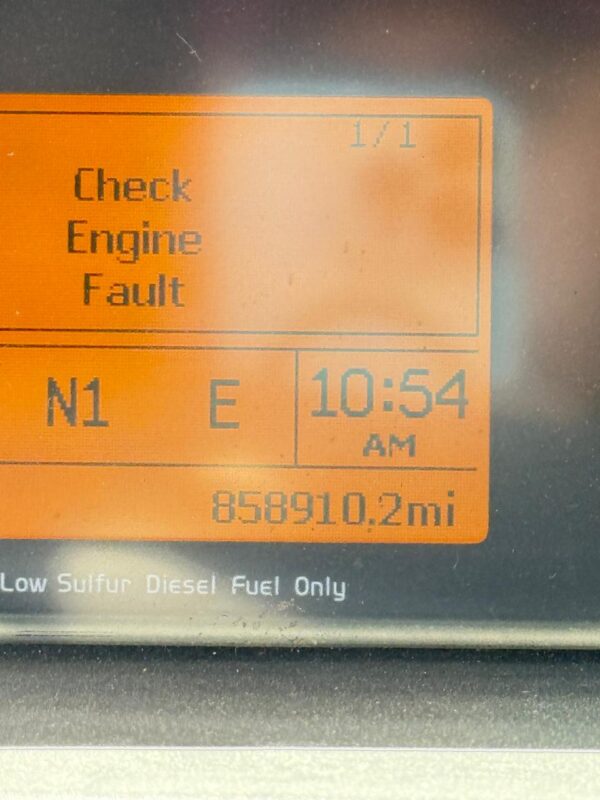 1/1
Check
Engine
Fault
N1 E 10:54
AM
858910.2mi
Low Sulfur Diesel Fuel Only